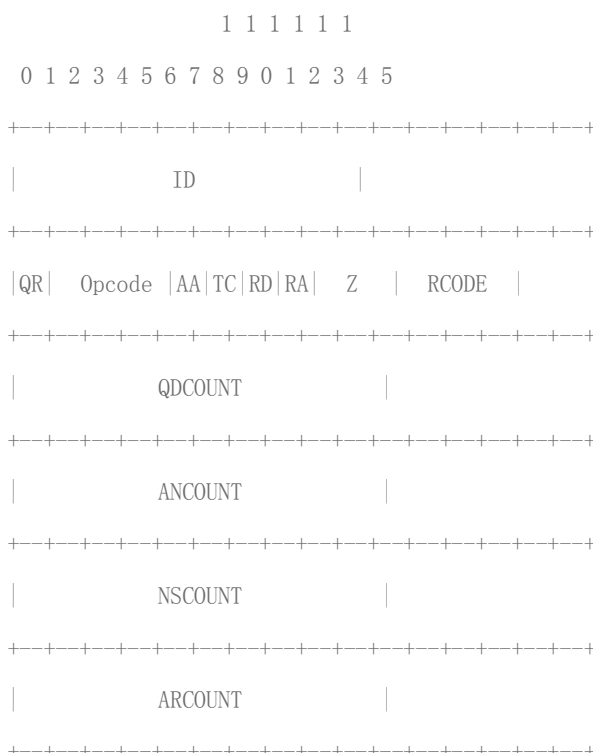 1 1 1 1 1 1
0 1 2 3 4 5 6 7 8 9 0 1 2 3 4 5
+--+--+--+--+--+--+--+--+--+--+--+--+--+--+--+--+
| ID |
+--+--+--+--+--+--+--+--+--+--+--+--+--+--+--+--+
|QR| Opcode |AA|TC|RD|RA| Z | RCODE |
+--+--+--+--+--+--+--+--+--+--+--+--+--+--+--+--+
| QDCOUNT |
+--+--+--+--+--+--+--+--+--+--+--+--+--+--+--+--+
| ANCOUNT |
+--+--+--+--+--+--+--+--+--+--+--+--+--+--+--+--+
| NSCOUNT |
+--+--+--+--+--+--+--+--+--+--+--+--+--+--+--+--+
| ARCOUNT |
+--+--+--+--+--+--+--+--+--+--+--+--+--+--+--+--+